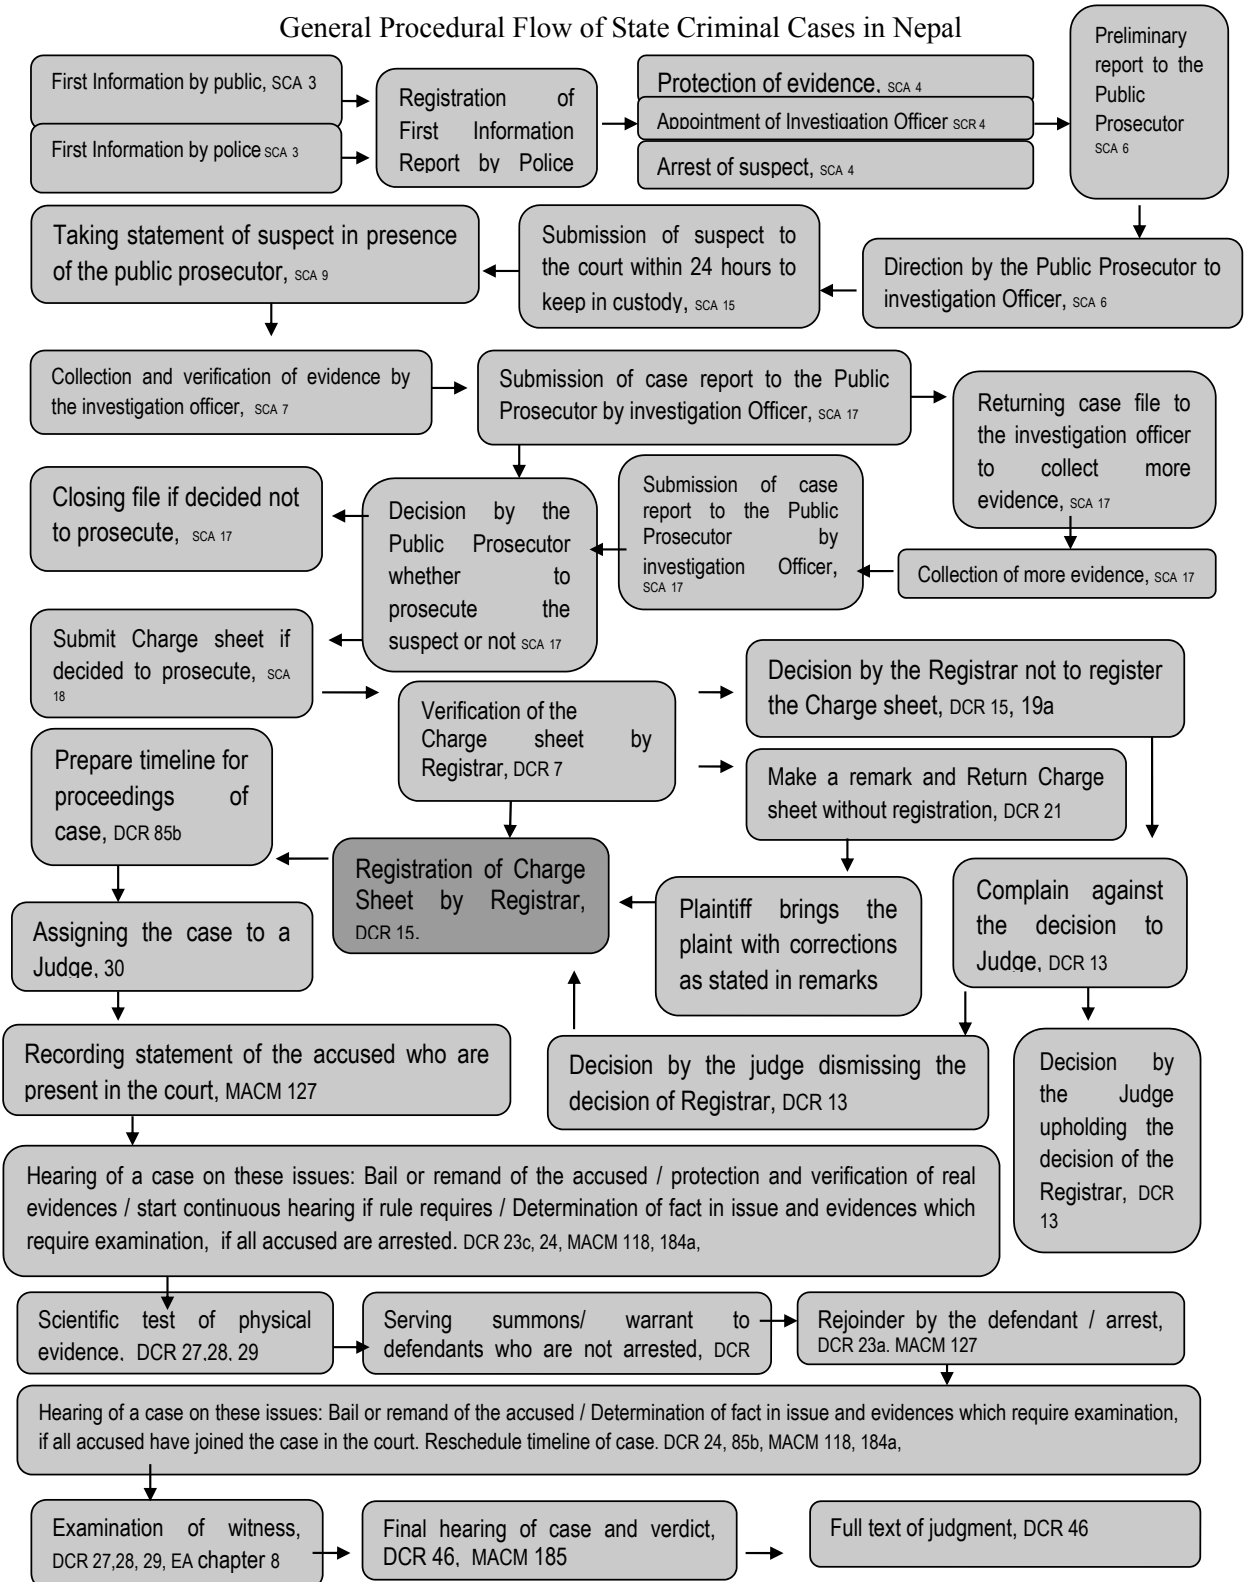 General Procedural Flow of State Criminal Cases in Nepal
First Information by public, SCA 3
First Information by police SCA 3
Registration of
First Information
Report by Police
Protection of evidence, SCA 4
Appointment of Investigation Officer SCR 4
Arrest of suspect, SCA 4
Preliminary
report to the
Public
Prosecutor
SCA 6
Direction by the Public Prosecutor to
investigation Officer, SCA 6
Submission of suspect to
the court within 24 hours to
keep in custody, SCA 15
Taking statement of suspect in presence
of the public prosecutor, SCA 9
Collection and verification of evidence by
the investigation officer, SCA 7
Submission of case report to the Public
Prosecutor by investigation Officer, SCA 17
Returning case file to
the investigation officer
to collect more
evidence, SCA 17
Collection of more evidence, SCA 17
Submission of case
report to the Public
Prosecutor by
investigation Officer,
SCA 17
Decision by the
Public Prosecutor
whether to
prosecute the
suspect or not SCA 17
Closing file if decided not
to prosecute, SCA 17
Submit Charge sheet if
decided to prosecute, SCA
18
Verification of the
Charge sheet by
Registrar, DCR 7
Decision by the Registrar not to register
the Charge sheet, DCR 15, 19a
Make a remark and Return Charge
sheet without registration, DCR 21
Plaintiff brings the
plaint with corrections
as stated in remarks
Complain against
the decision to
Judge, DCR 13
Decision by the judge dismissing the
decision of Registrar, DCR 13
Decision by
the Judge
upholding the
decision of the
Registrar, DCR
13
Registration of Charge
Sheet by Registrar,
DCR 15.
Prepare timeline for
proceedings of
case, DCR 85b
Assigning the case to a
Judge, 30
Recording statement of the accused who are
present in the court, MACM 127
Hearing of a case on these issues: Bail or remand of the accused / protection and verification of real
evidences / start continuous hearing if rule requires / Determination of fact in issue and evidences which
require examination, if all accused are arrested. DCR 23c, 24, MACM 118, 184a,
Scientific test of physical
evidence, DCR 27,28, 29
Serving summons/ warrant to
defendants who are not arrested, DCR
Rejoinder by the defendant / arrest,
DCR 23a. MACM 127
Hearing of a case on these issues: Bail or remand of the accused / Determination of fact in issue and evidences which require examination,
if all accused have joined the case in the court. Reschedule timeline of case. DCR 24, 85b, MACM 118, 184a,
Examination of witness,
DCR 27,28, 29, EA chapter 8
Final hearing of case and verdict,
DCR 46, MACM 185
Full text of judgment, DCR 46